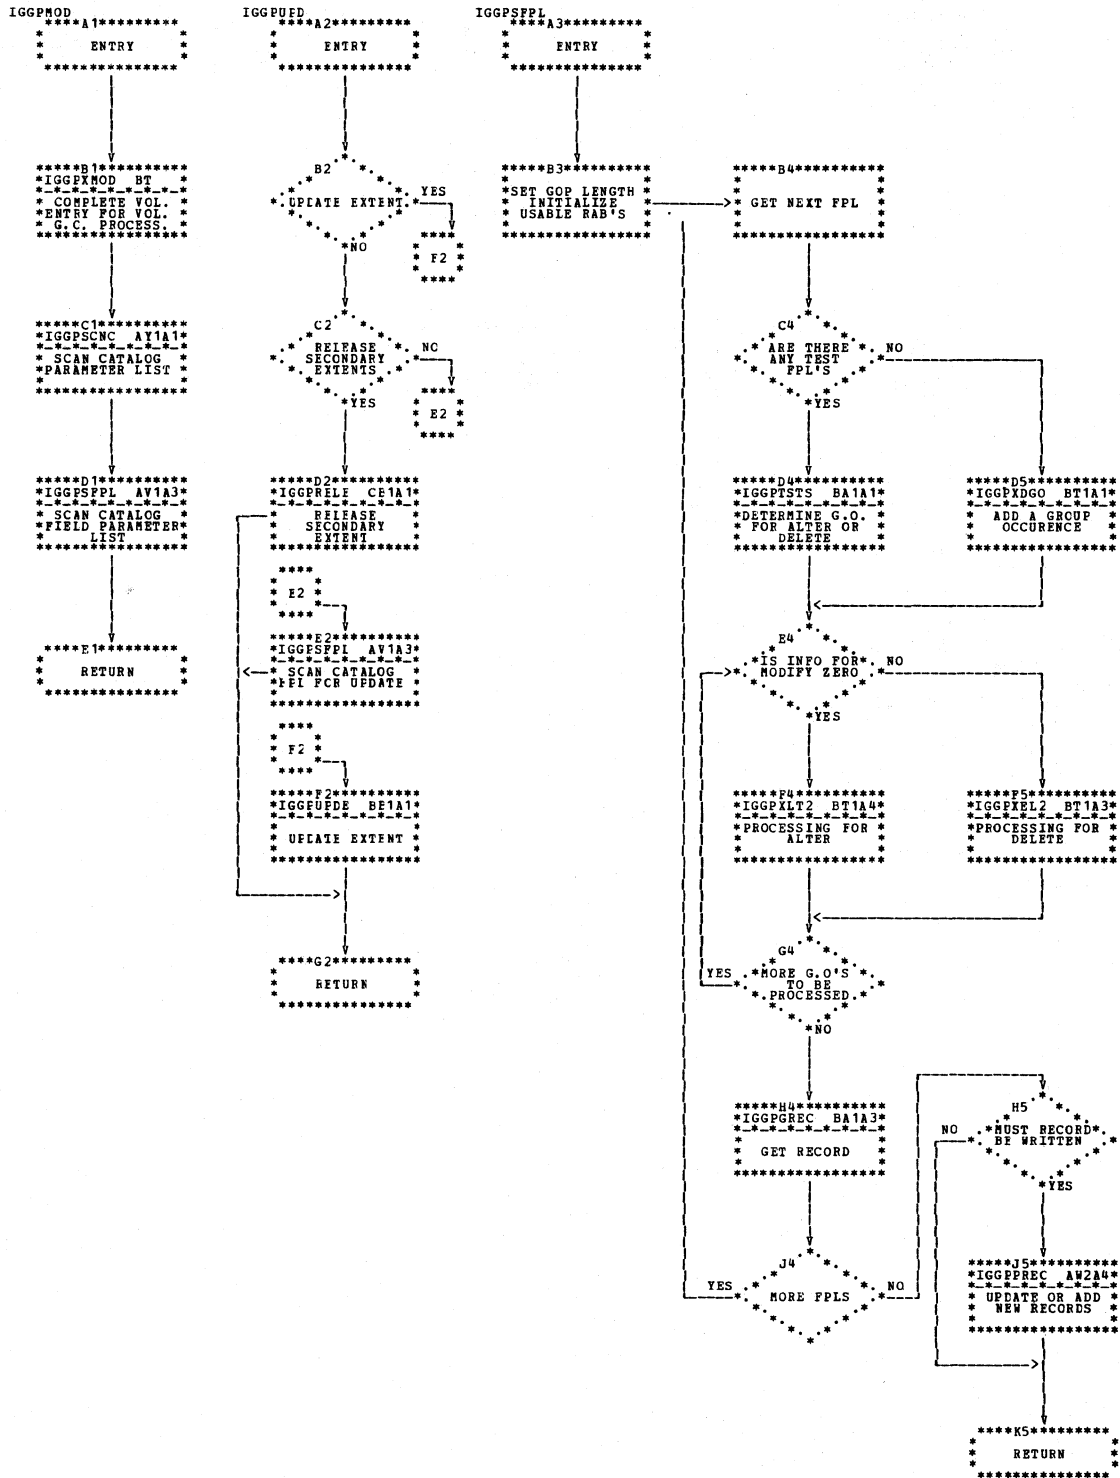 IGGPMOD
A1
ENTRY
B1
IGGPXMOD BT
COMPLETE VOL.
ENTRY FOR VOL.
G.C. PROCESS.
C1
IGGPSCNC AY1A1
SCAN CATALOG
PARAMETER LIST
D1
IGGPSFPL AV1A3
SCAN CATALOG
FIELD PARAMETER
LIST
E1
RETURN
IGGPUPD
A2
ENTRY
B2
UPDATE EXTENT
YES
F2
NO
C2
RELEASE
SECONDARY
EXTENTS
NO
E2
YES
D2
IGGPRELE CE1A1
RELEASE
SECONDARY
EXTENT
E2
E2
IGGPSFPL AV1A3
SCAN CATALOG
FPL FOR UPDATE
F2
F2
IGGPUPDE BE1A1
UPDATE EXTENT
G2
RETURN
IGGPSFPL
A3
ENTRY
B3
SET GOP LENGTH
INITIALIZE
USABLE RAB'S
B4
GET NEXT FPL
C4
ARE THERE
ANY TEST
FPL'S
NO
YES
D4
IGGPTSTS BA1A1
DETERMINE G.O.
FOR ALTER OR
DELETE
D5
IGGPXDGO BT1A1
ADD A GROUP
OCCURENCE
E4
IS INFO FOR
MODIFY ZERO
NO
YES
F4
IGGPXLT2 BT1A4
PROCESSING FOR
ALTER
F5
IGGPXEL2 BT1A3
PROCESSING FOR
DELETE
G4
YES
MORE G.O'S
TO BE
PROCESSED
NO
H4
IGGPGREC BA1A3
GET RECORD
H5
NO
MUST RECORD
BE WRITTEN
YES
J4
YES
MORE FPLS
NO
J5
IGGPPREC AW2A4
UPDATE OR ADD
NEW RECORDS
K5
RETURN